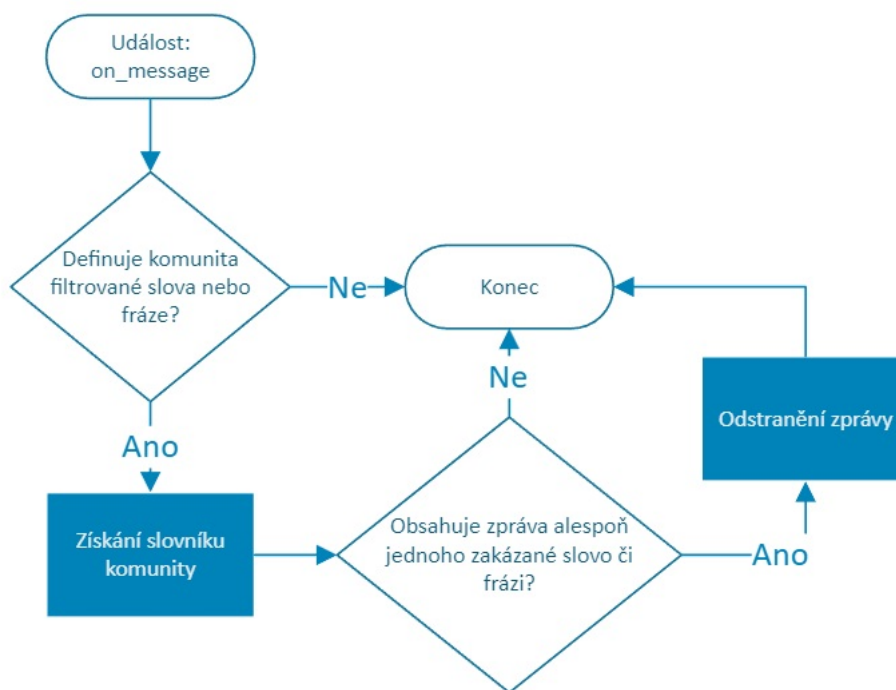 Událost:
on_message
Definuje komunita
filtrované slova nebo
fráze?
Ne
Konec
Ano
Získání slovníku
komunity
Obsahuje zpráva alespoň
jednoho zakázané slovo či
frázi?
Ne
Ano
Odstranění zprávy